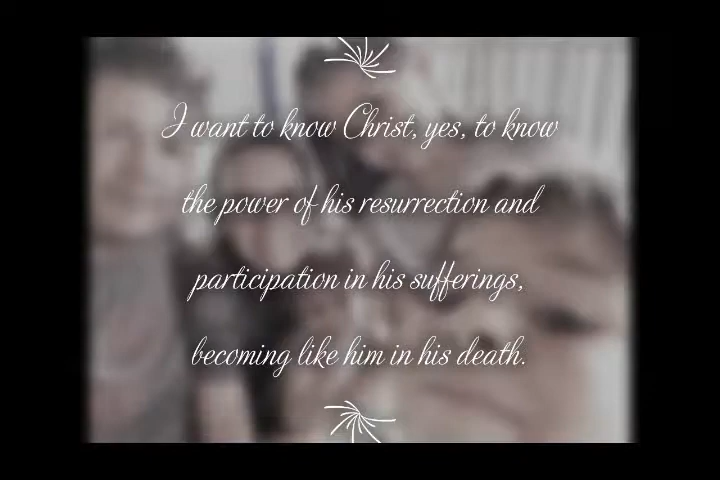 I want to know Christ, yes, to know
the power of his resurrection and
participation in his sufferings,
becoming like him in his death.